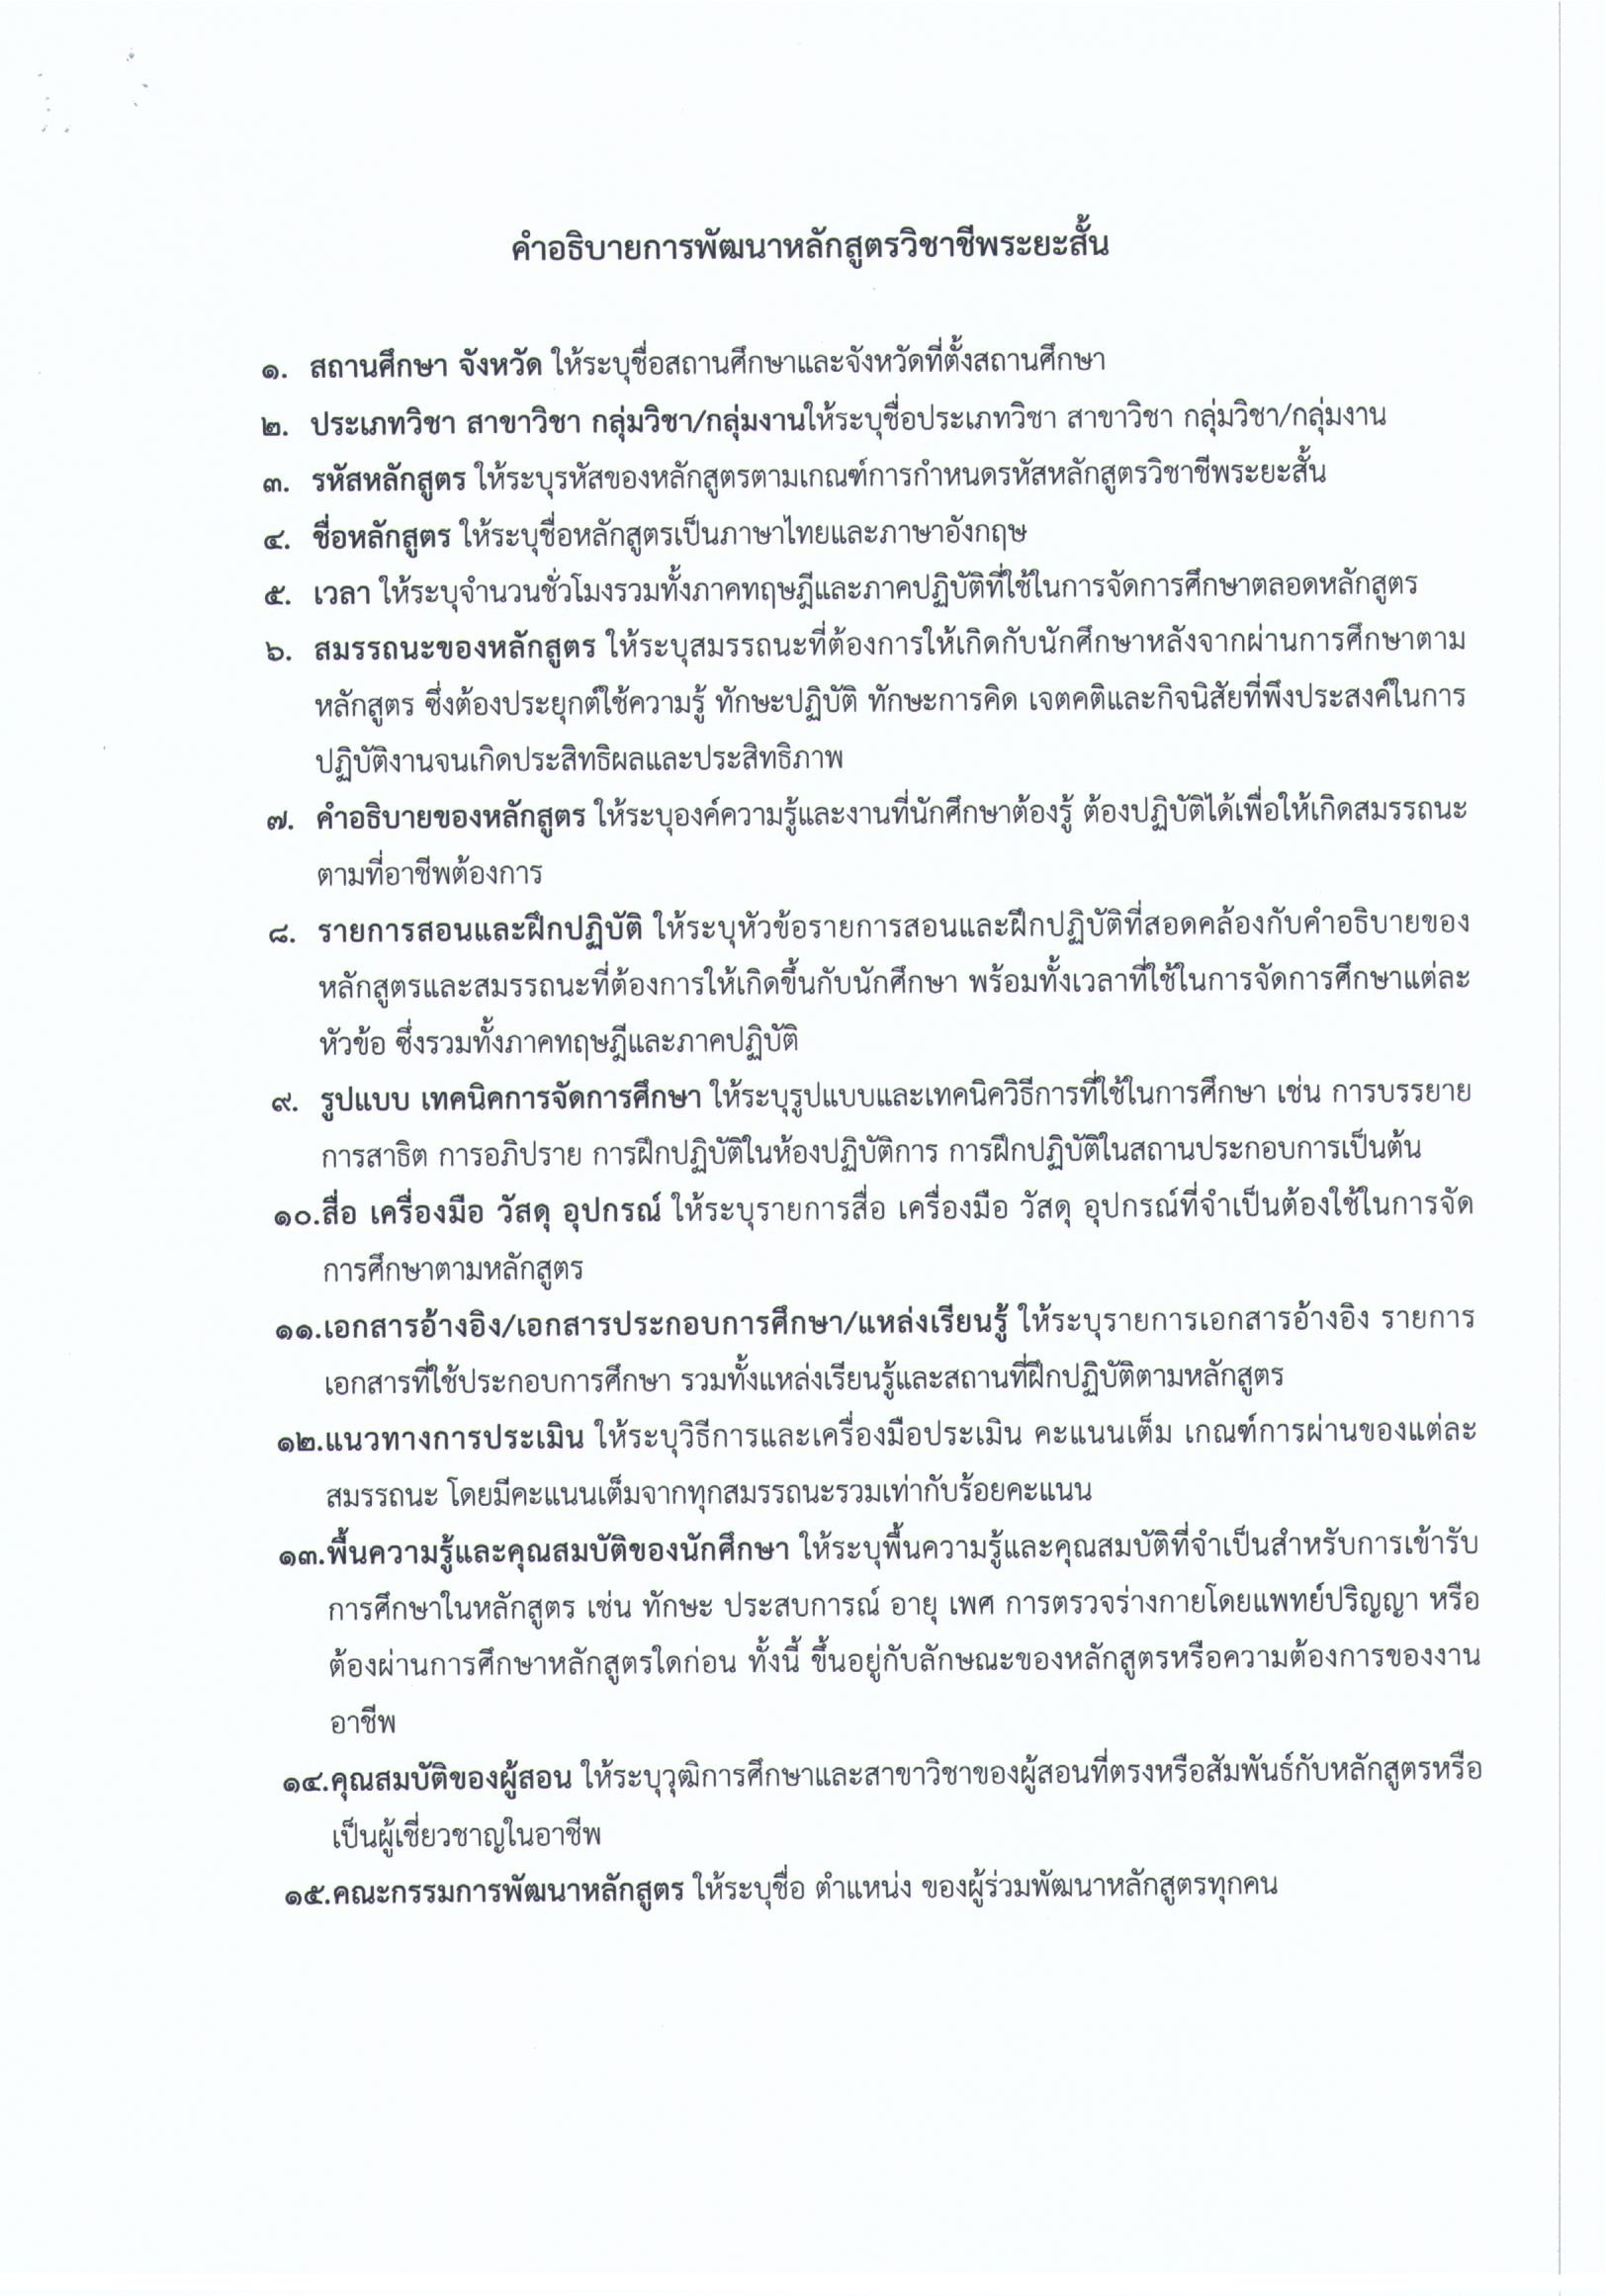 คำอธิบายการพัฒนาหลักสูตรวิชาชีพระยะสั้น
๑. สถานศึกษา จังหวัด ให้ระบุชื่อสถานศึกษาและจังหวัดที่ตั้งสถานศึกษา
๒. ประเภทวิชา สาขาวิชา กลุ่มวิชา/กลุ่มงานให้ระบุชื่อประเภทวิชา สาขาวิชา กลุ่มวิชา/กลุ่มงาน
๓. รหัสหลักสูตร ให้ระบุรหัสของหลักสูตรตามเกณฑ์การกำหนดรหัสหลักสูตรวิชาชีพระยะสั้น
๔. ชื่อหลักสูตร ให้ระบุชื่อหลักสูตรเป็นภาษาไทยและภาษาอังกฤษ
๕. เวลา ให้ระบุจำนวนชั่วโมงรวมทั้งภาคทฤษฎีและภาคปฏิบัติที่ใช้ในการจัดการศึกษาตลอดหลักสูตร
๖. สมรรถนะของหลักสูตร ให้ระบุสมรรถนะที่ต้องการให้เกิดกับนักศึกษาหลังจากผ่านการศึกษาตาม
หลักสูตร ซึ่งต้องประยุกต์ใช้ความรู้ ทักษะปฏิบัติ ทักษะการคิด เจตคติและกิจนิสัยที่พึงประสงค์ในการ
ปฏิบัติงานจนเกิดประสิทธิผลและประสิทธิภาพ
๗. คำอธิบายของหลักสูตร ให้ระบุองค์ความรู้และงานที่นักศึกษาต้องรู้ ต้องปฏิบัติได้เพื่อให้เกิดสมรรถนะ
ตามที่อาชีพต้องการ
๘. รายการสอนและฝึกปฏิบัติ ให้ระบุหัวข้อรายการสอนและฝึกปฏิบัติที่สอดคล้องกับคำอธิบายของ
หลักสูตรและสมรรถนะที่ต้องการให้เกิดขึ้นกับนักศึกษา พร้อมทั้งเวลาที่ใช้ในการจัดการศึกษาแต่ละ
หัวข้อ ซึ่งรวมทั้งภาคทฤษฎีและภาคปฏิบัติ
๙. รูปแบบ เทคนิคการจัดการศึกษา ให้ระบุรูปแบบและเทคนิควิธีการที่ใช้ในการศึกษา เช่น การบรรยาย
การสาธิต การอภิปราย การฝึกปฏิบัติในห้องปฏิบัติการ การฝึกปฏิบัติในสถานประกอบการเป็นต้น
๑๐.สื่อ เครื่องมือ วัสดุ อุปกรณ์ ให้ระบุรายการสื่อ เครื่องมือ วัสดุ อุปกรณ์ที่จำเป็นต้องใช้ในการจัด
การศึกษาตามหลักสูตร
๑๑.เอกสารอ้างอิง/เอกสารประกอบการศึกษา/แหล่งเรียนรู้ ให้ระบุรายการเอกสารอ้างอิง รายการ
เอกสารที่ใช้ประกอบการศึกษา รวมทั้งแหล่งเรียนรู้และสถานที่ฝึกปฏิบัติตามหลักสูตร
๑๒.แนวทางการประเมิน ให้ระบุวิธีการและเครื่องมือประเมิน คะแนนเต็ม เกณฑ์การผ่านของแต่ละ
สมรรถนะ โดยมีคะแนนเต็มจากทุกสมรรถนะรวมเท่ากับร้อยคะแนน
๑๓.พื้นความรู้และคุณสมบัติของนักศึกษา ให้ระบุพื้นความรู้และคุณสมบัติที่จำเป็นสำหรับการเข้ารับ
การศึกษาในหลักสูตร เช่น ทักษะ ประสบการณ์ อายุ เพศ การตรวจร่างกายโดยแพทย์ปริญญา หรือ
ต้องผ่านการศึกษาหลักสูตรใดก่อน ทั้งนี้ ขึ้นอยู่กับลักษณะของหลักสูตรหรือความต้องการของงาน
อาชีพ
๑๔.คุณสมบัติของผู้สอน ให้ระบุวุฒิการศึกษาและสาขาวิชาของผู้สอนที่ตรงหรือสัมพันธ์กับหลักสูตรหรือ
เป็นผู้เชี่ยวชาญในอาชีพ
๑๕.คณะกรรมการพัฒนาหลักสูตร ให้ระบุชื่อ ตำแหน่ง ของผู้ร่วมพัฒนาหลักสูตรทุกคน